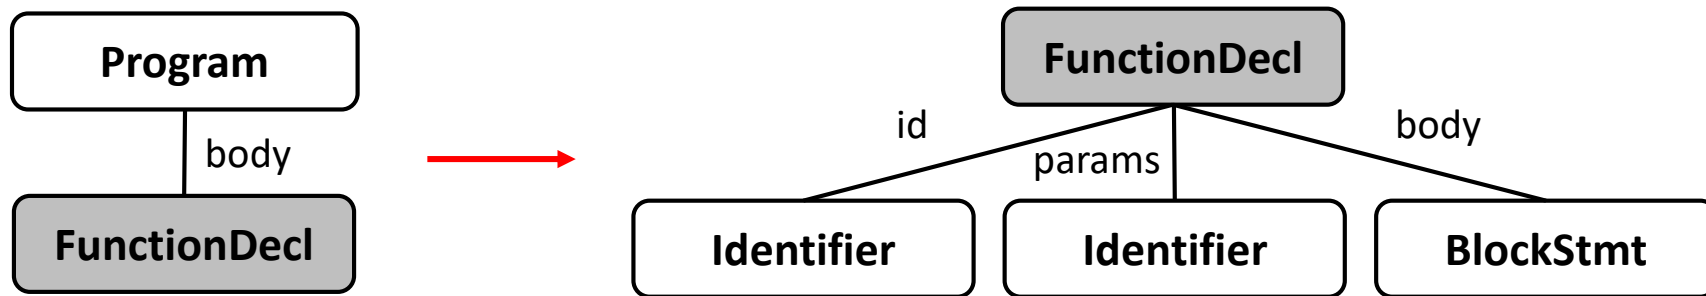 Program
body
FunctionDecl
FunctionDecl
id
params
body
Identifier
Identifier
BlockStmt